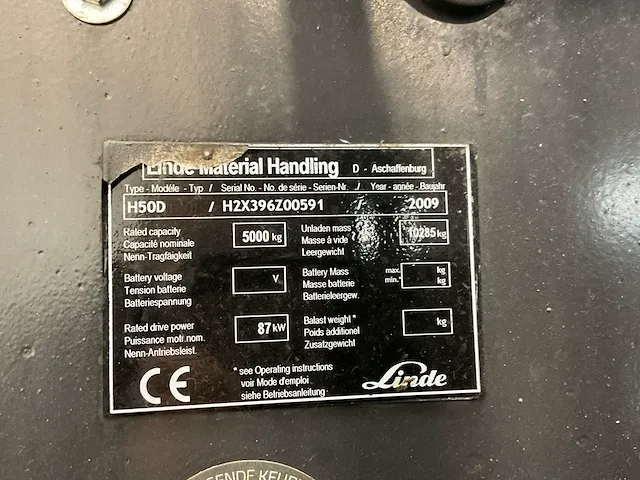 Linde Material Handling D - Aschaffenburg
Type - Modéle - Typ / Serial No. - No. de série - Serien-Nr. / Year - année - Baujahr
H50D / H2X396Z00591 2009
Rated capacity
Capacité nominale
Nenn-Tragfaigkeit
5000 kg
Unladen mass
Masse à vide
Leergewicht
10285 kg
Battery voltage
Tension batterie
Batteriespannung
V
Battery Mass
Masse batterie
Batterieleergew.
max. kg
min. kg
Rated drive power
Puissance moti.nom.
Nenn-Antriebsleist.
87 kW
Balast weight *
Poids additionel
Zusatzgewicht
kg
CE
* see Operating instructions
voir Mode d'emploi
siehe Betriebsanleitung
Linde